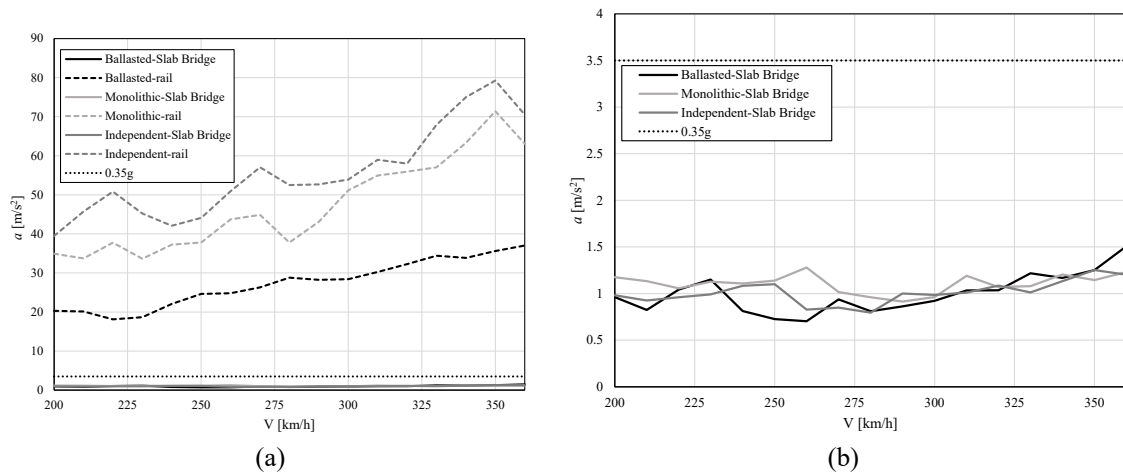 90
80
70
60
50
40
30
20
10
0
a [m/s²]
Ballasted-Slab Bridge
Ballasted-rail
Monolithic-Slab Bridge
Monolithic-rail
Independent-Slab Bridge
Independent-rail
0.35g
200 225 250 275 300 325 350
V [km/h]
(a)
4
3.5
3
2.5
2
1.5
1
0.5
0
a [m/s²]
Ballasted-Slab Bridge
Monolithic-Slab Bridge
Independent-Slab Bridge
0.35g
200 225 250 275 300 325 350
V [km/h]
(b)